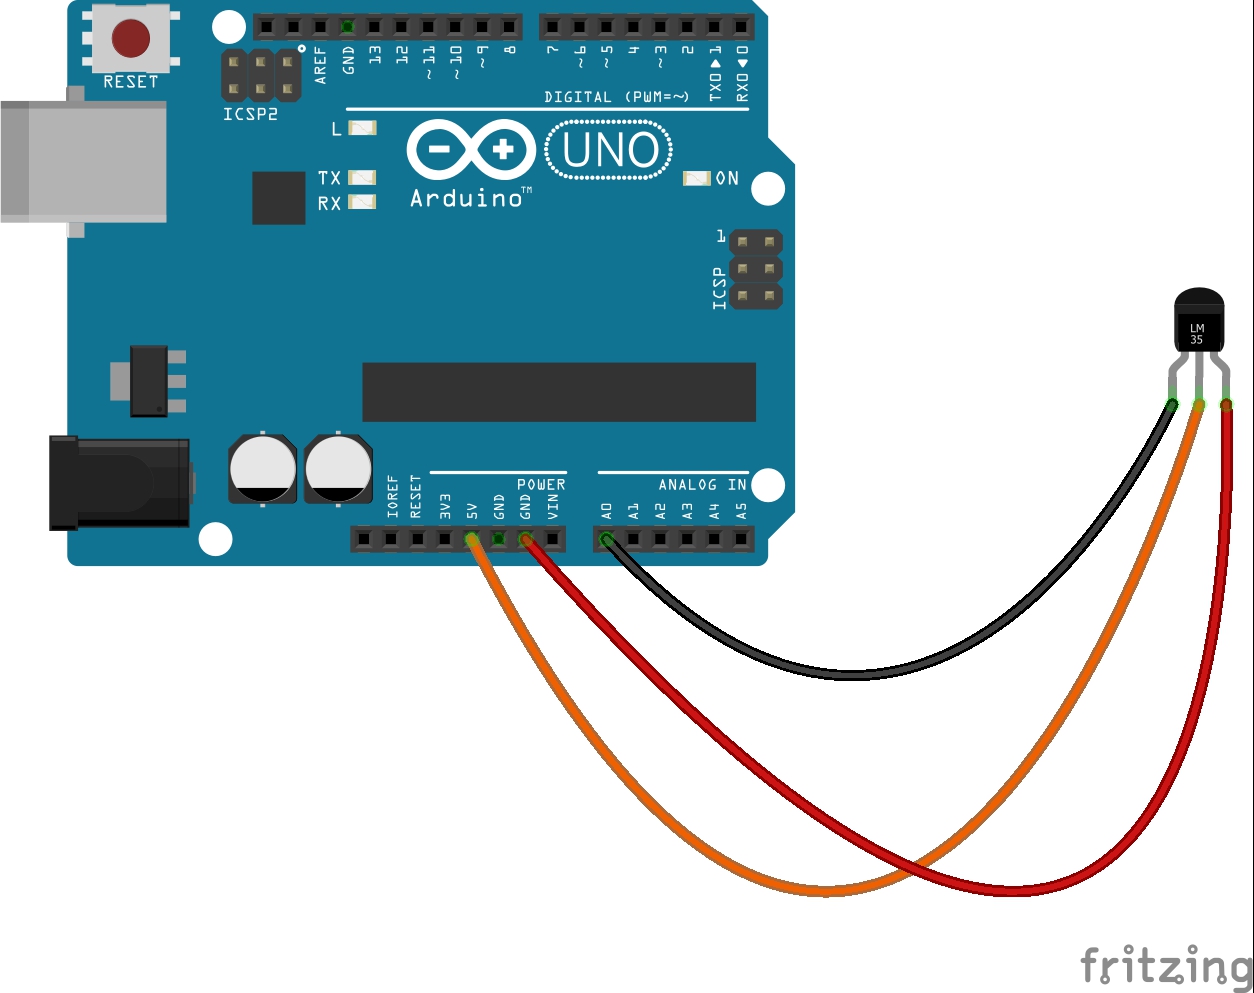 RESET
ICSP2
AREF
GND
13
12
~11
~10
~9
8
7
~6
~5
4
~3
2
TX0▶1
RX0◀0
DIGITAL (PWM=~)
L
TX
RX
Arduino™
UNO
ON
1
ICSP
LM
35
IOREF
RESET
3V3
5V
GND
GND
VIN
POWER
ANALOG IN
A0
A1
A2
A3
A4
A5
fritzing